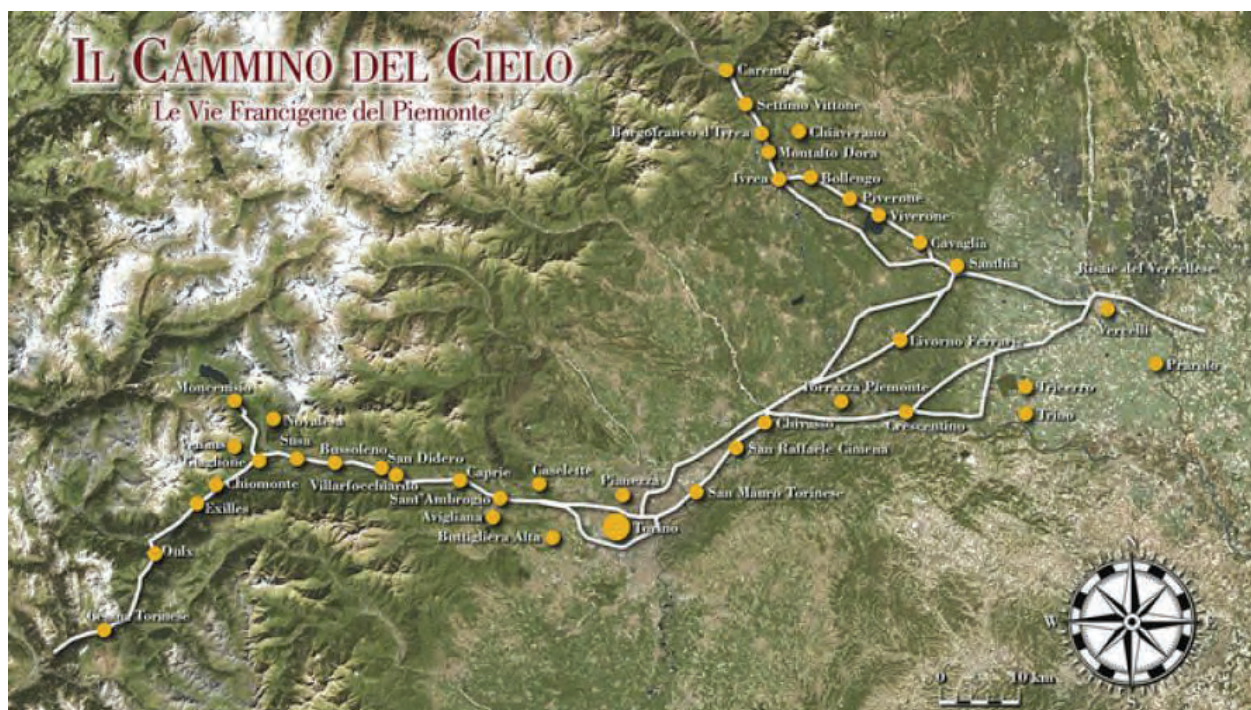 IL CAMMINO DEL CIELO
Le Vie Francigene del Piemonte
Carema
Settimo Vittone
Borgofranco d'Ivrea
Chiaverano
Montalto Dora
Ivrea
Bollengo
Piverone
Viverone
Cavaglià
Santhià
Risaie del Vercellese
Vercelli
Livorno Ferraris
Prarolo
Moncenisio
Torrazza Piemonte
Tricerro
Novalesa
Crescentino
Trino
Chivasso
Venaus
Susa
Bussoleno
San Raffaele Cimena
Giaglione
San Didero
Chiomonte
Villarfocchiardo
Caprie
Caselette
Pianezza
Exilles
Sant'Ambrogio
San Mauro Torinese
Avigliana
Torino
Buttigliera Alta
Oulx
N
Cesana Torinese
W
E
0
10 km
S